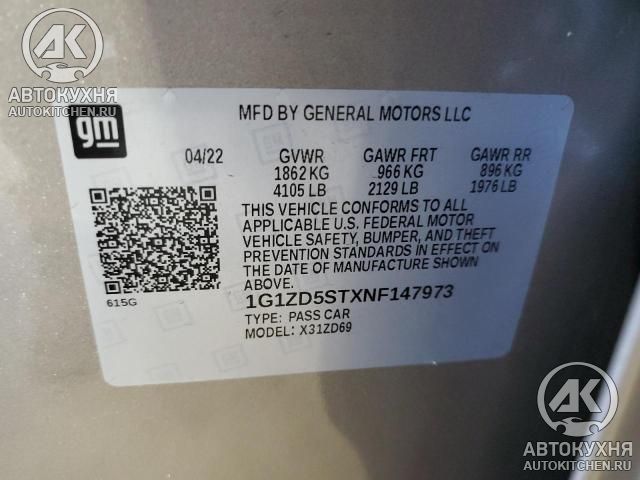 АВТОКУХНЯ
AUTOKITCHEN.RU
gm
MFD BY GENERAL MOTORS LLC
04/22 GVWR GAWR FRT GAWR RR
1862 KG 966 KG 896 KG
4105 LB 2129 LB 1976 LB
THIS VEHICLE CONFORMS TO ALL
APPLICABLE U.S. FEDERAL MOTOR
VEHICLE SAFETY, BUMPER, AND THEFT
PREVENTION STANDARDS IN EFFECT ON
THE DATE OF MANUFACTURE SHOWN
ABOVE.
615G
1G1ZD5STXNF147973
TYPE: PASS CAR
MODEL: X31ZD69
АК
АВТОКУХНЯ
AUTOKITCHEN.RU